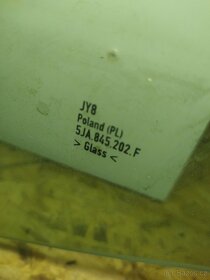 JY8
Poland (PL)
5JA.845.202.F
> Glass <